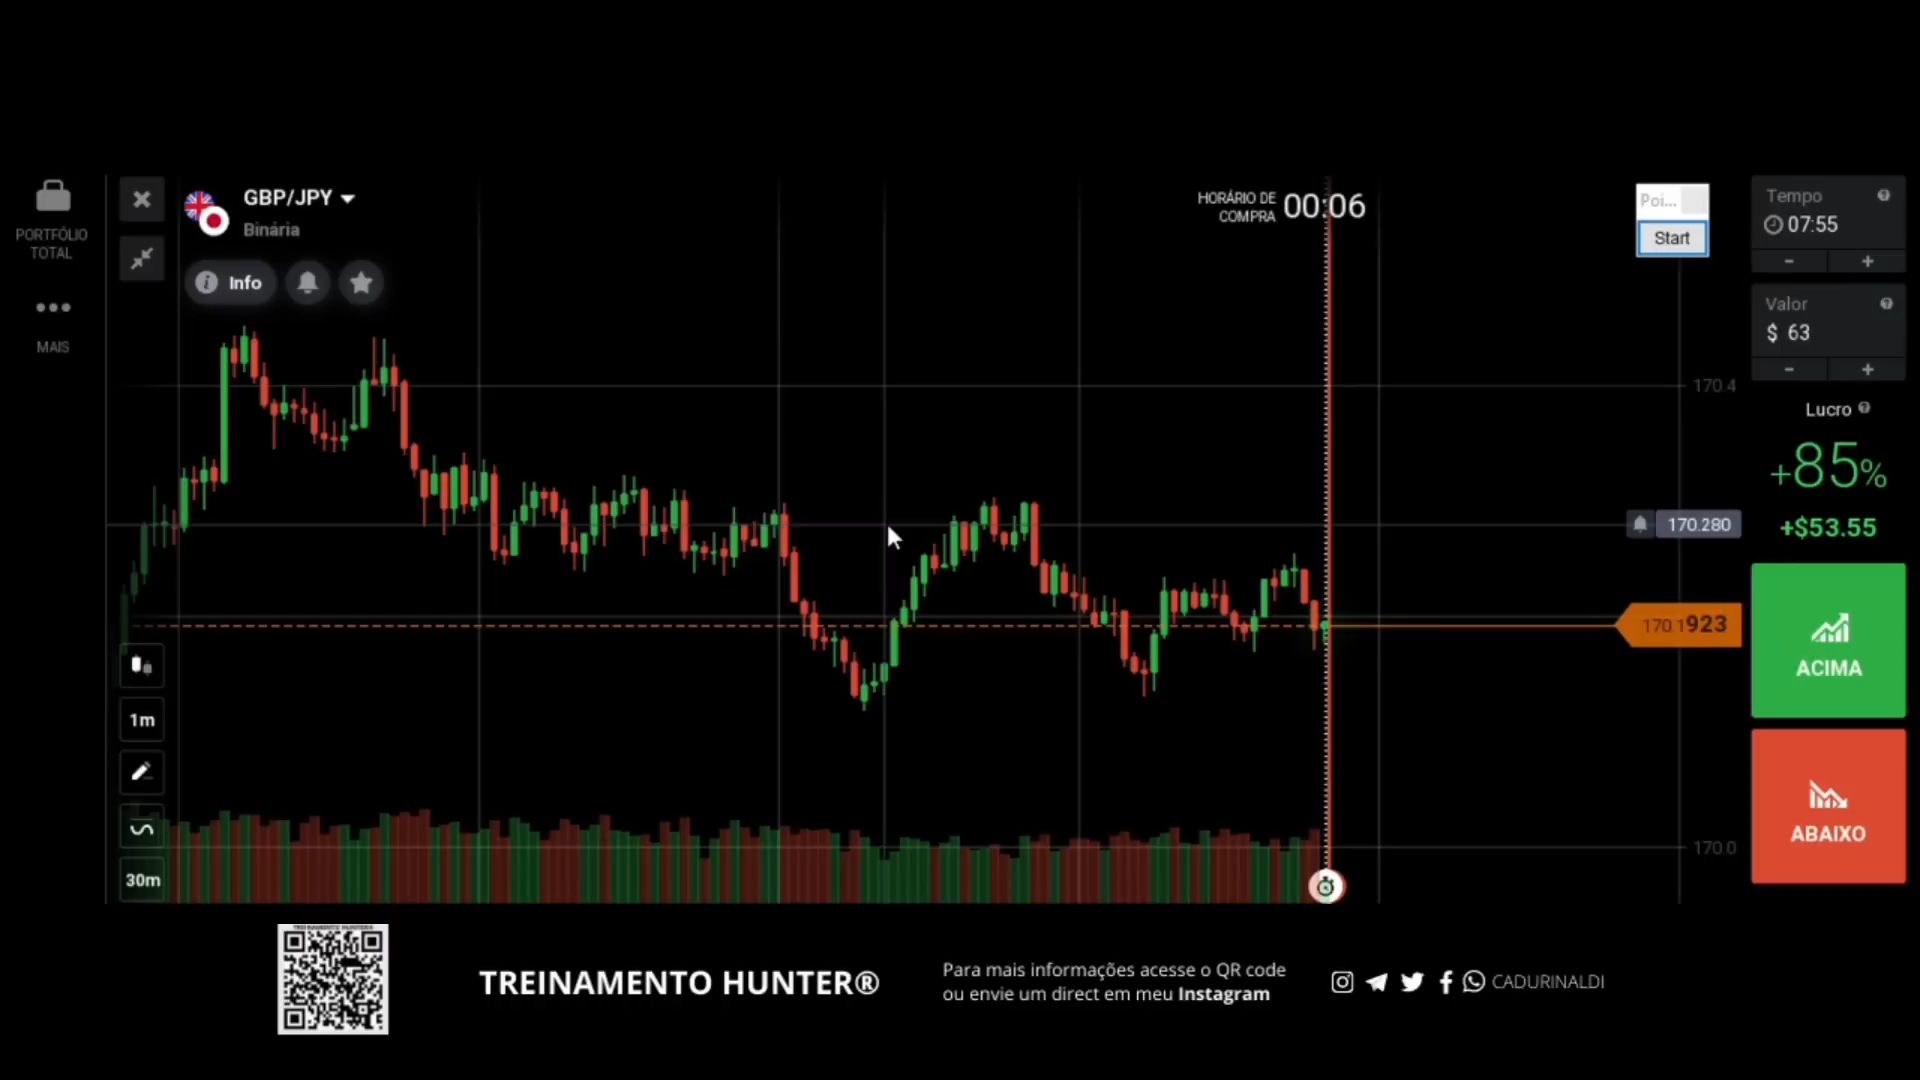 PORTFÓLIO
TOTAL
MAIS
GBP/JPY
Binária
Info
HORÁRIO DE
COMPRA
00:06
Poi...
Start
Tempo
07:55
- +
Valor
$ 63
- +
Lucro
+85%
+$53.55
170.4
170.280
170.1923
170.0
ACIMA
ABAIXO
1m
30m
TREINAMENTO HUNTER®
Para mais informações acesse o QR code
ou envie um direct em meu Instagram
CADURINALDI